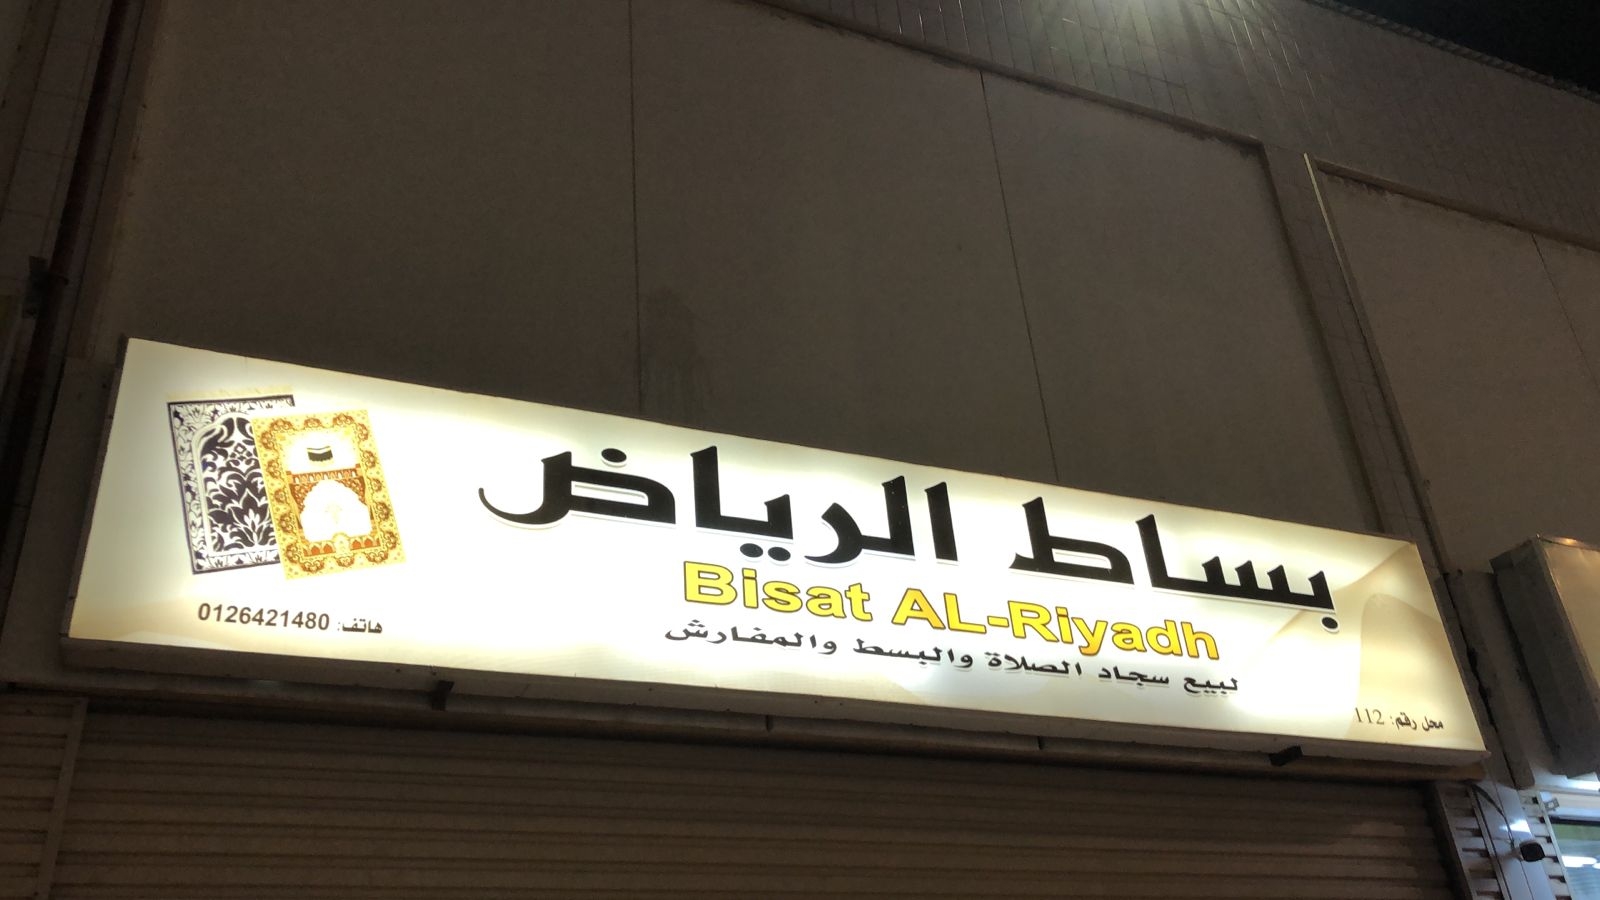 بساط الرياض
Bisat AL-Riyadh
لبيع سجاد الصلاة والبسط والمفارش
هاتف: 0126421480
محل رقم: 112